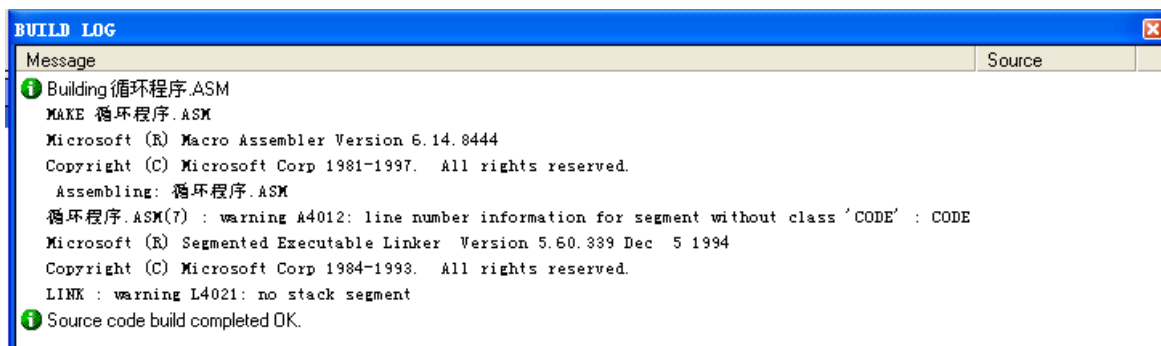 BUILD LOG
Message Source
Building 循环程序.ASM
MAKE 循环程序.ASM
Microsoft (R) Macro Assembler Version 6.14.8444
Copyright (C) Microsoft Corp 1981-1997.  All rights reserved.
Assembling: 循环程序.ASM
循环程序.ASM(7) : warning A4012: line number information for segment without class 'CODE' : CODE
Microsoft (R) Segmented Executable Linker  Version 5.60.339 Dec  5 1994
Copyright (C) Microsoft Corp 1984-1993.  All rights reserved.
LINK : warning L4021: no stack segment
Source code build completed OK.